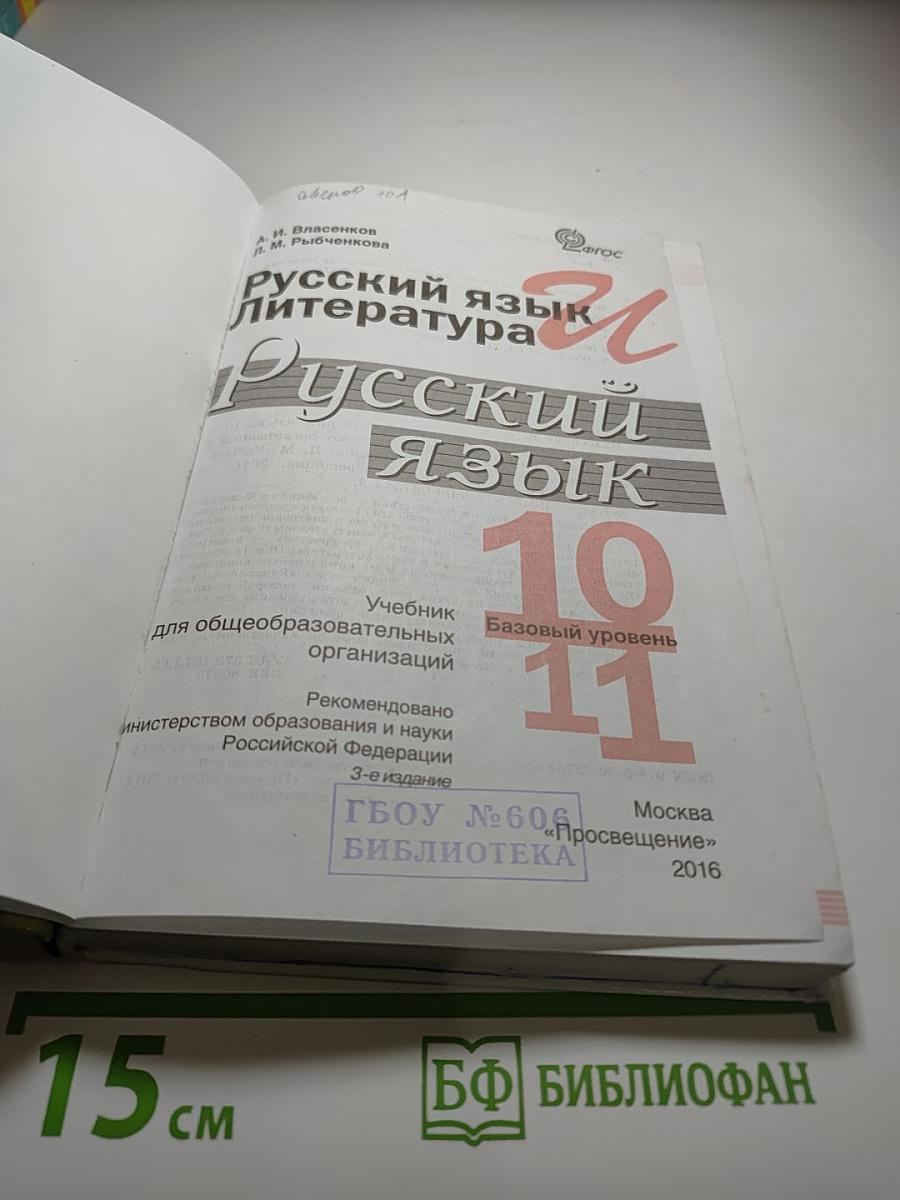 10А
А. И. Власенков
Л. М. Рыбченкова
ФГОС
Русский язык и
Литература
Русский
язык
10
Базовый уровень
11
Учебник
для общеобразовательных
организаций
Рекомендовано
инистерством образования и науки
Российской Федерации
3-е издание
ГБОУ №606
БИБЛИОТЕКА
Москва
«Просвещение»
2016
15 см
БФ БИБЛИОФАН